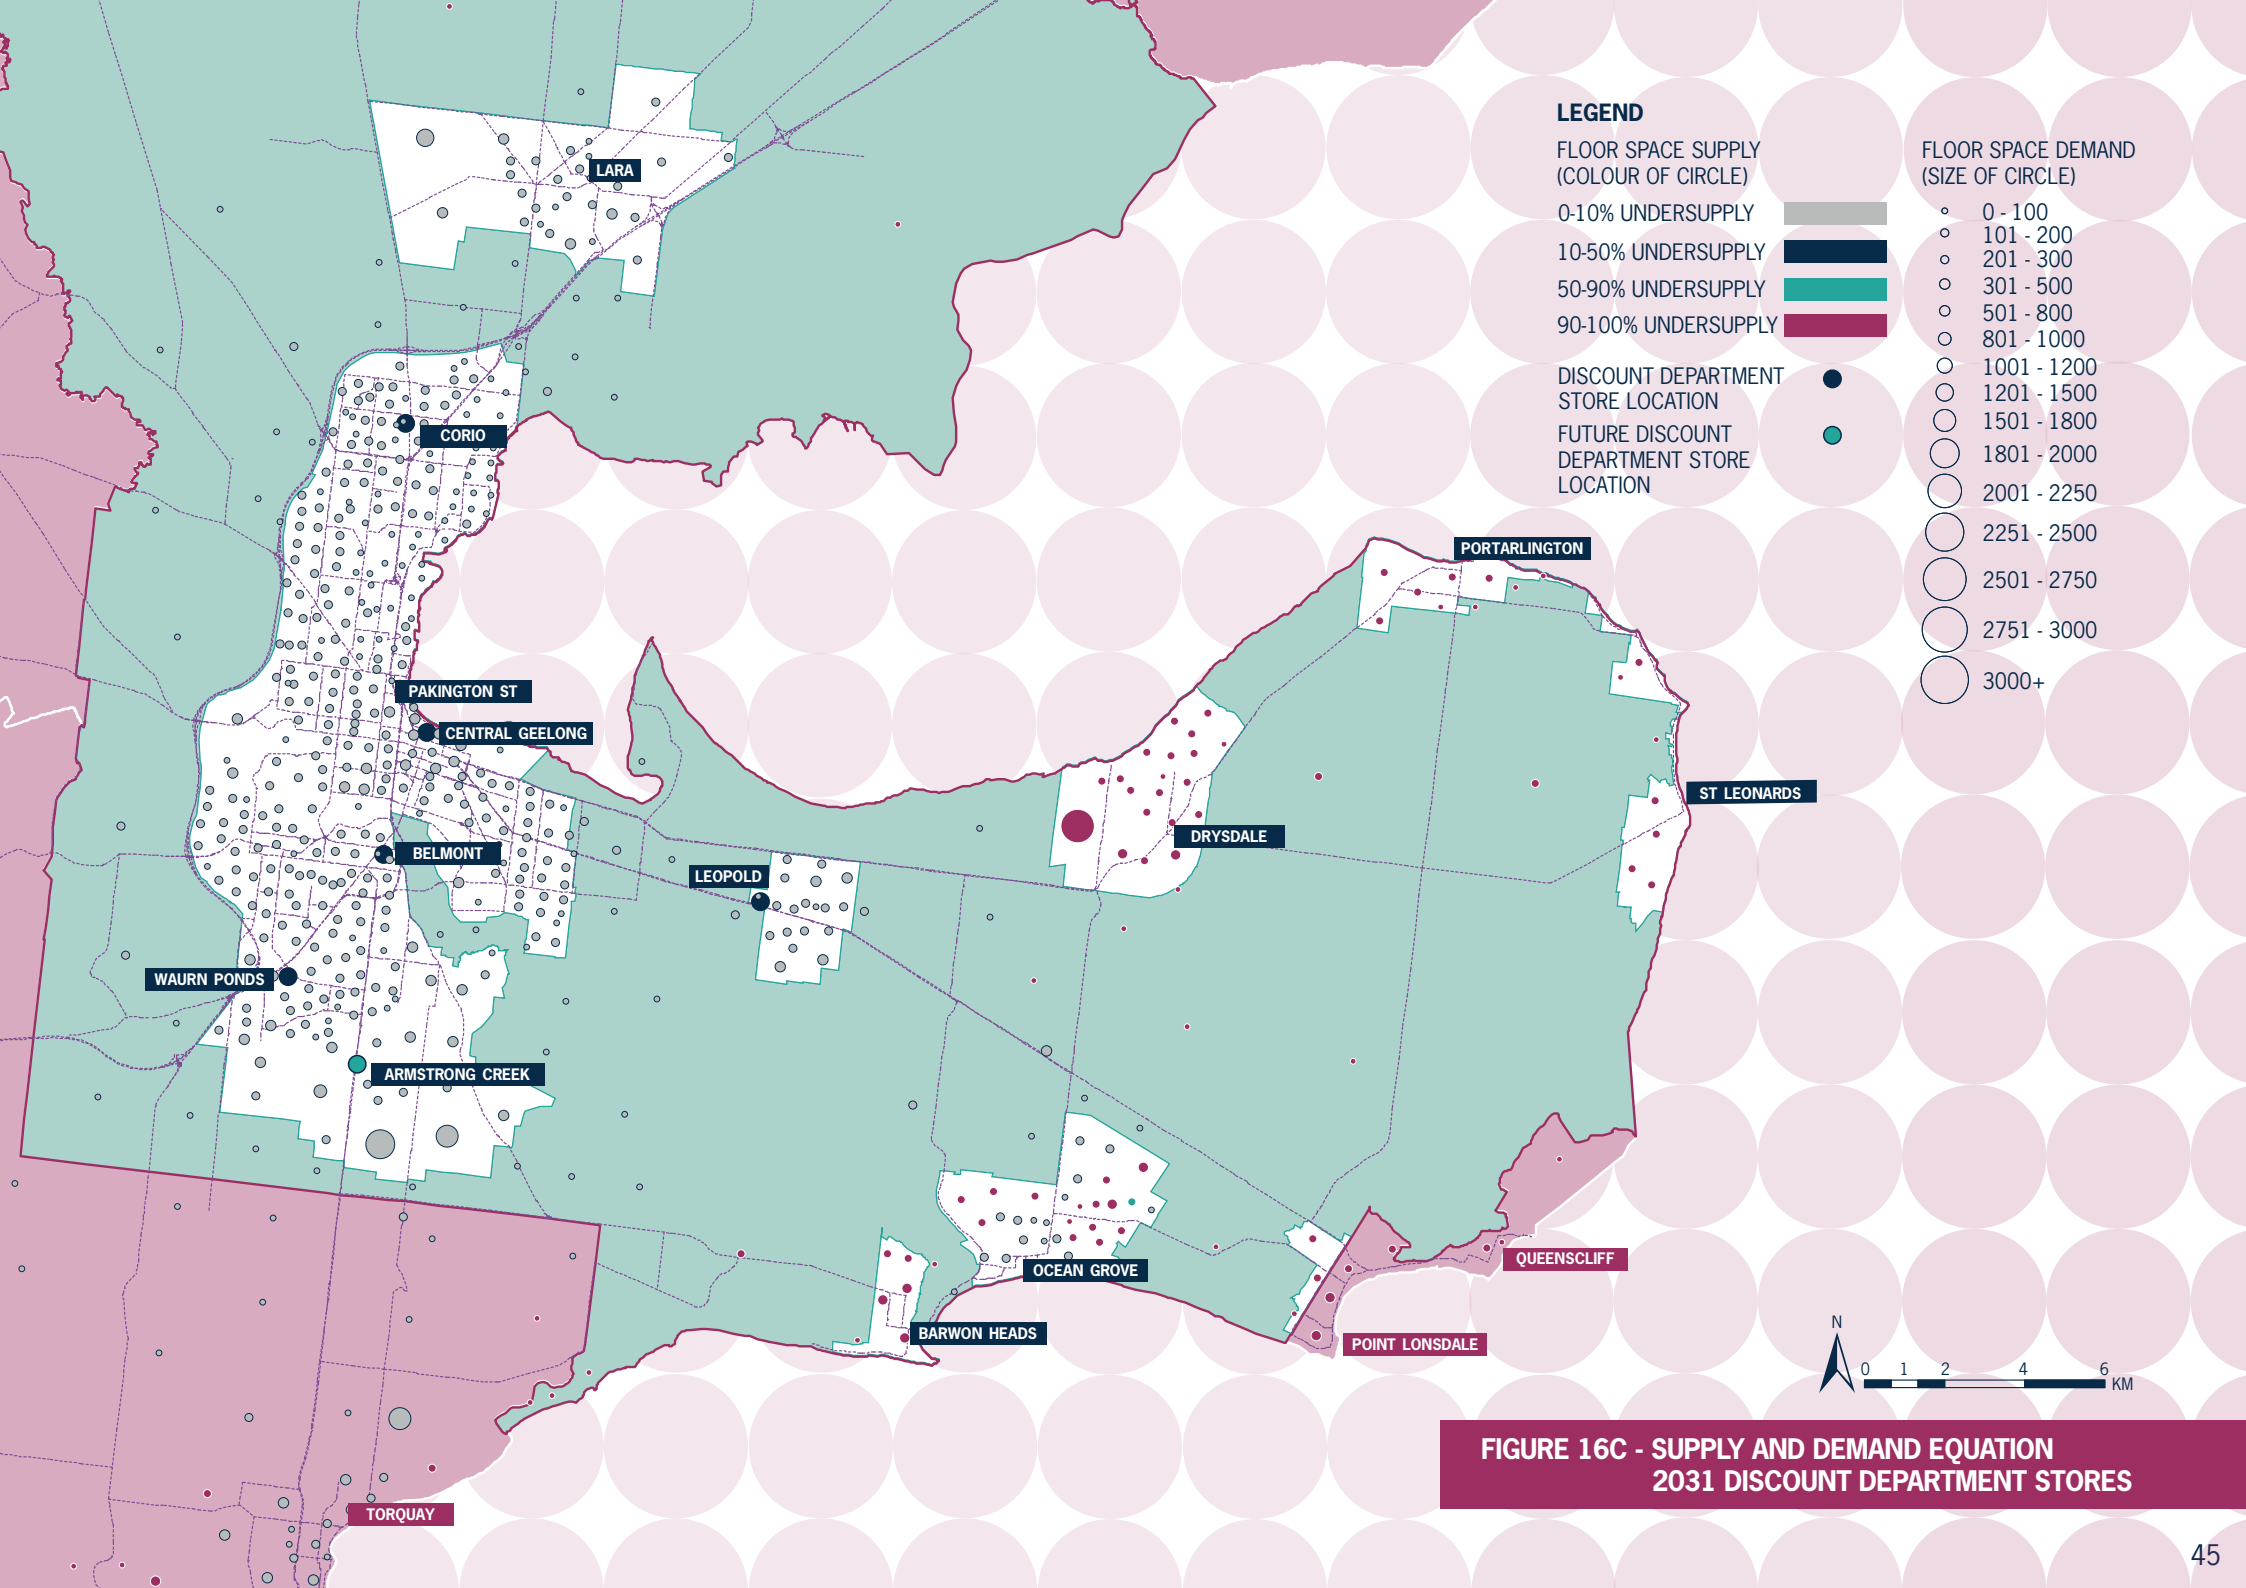 LEGEND
FLOOR SPACE SUPPLY
(COLOUR OF CIRCLE)
0-10% UNDERSUPPLY
10-50% UNDERSUPPLY
50-90% UNDERSUPPLY
90-100% UNDERSUPPLY
DISCOUNT DEPARTMENT
STORE LOCATION
FUTURE DISCOUNT
DEPARTMENT STORE
LOCATION
FLOOR SPACE DEMAND
(SIZE OF CIRCLE)
0 - 100
101 - 200
201 - 300
301 - 500
501 - 800
801 - 1000
1001 - 1200
1201 - 1500
1501 - 1800
1801 - 2000
2001 - 2250
2251 - 2500
2501 - 2750
2751 - 3000
3000+
LARA
CORIO
PORTARLINGTON
PAKINGTON ST
CENTRAL GEELONG
ST LEONARDS
DRYSDALE
BELMONT
LEOPOLD
WAURN PONDS
ARMSTRONG CREEK
OCEAN GROVE
QUEENSCLIFF
BARWON HEADS
POINT LONSDALE
TORQUAY
N
0 1 2 4 6
KM
FIGURE 16C - SUPPLY AND DEMAND EQUATION
2031 DISCOUNT DEPARTMENT STORES
45